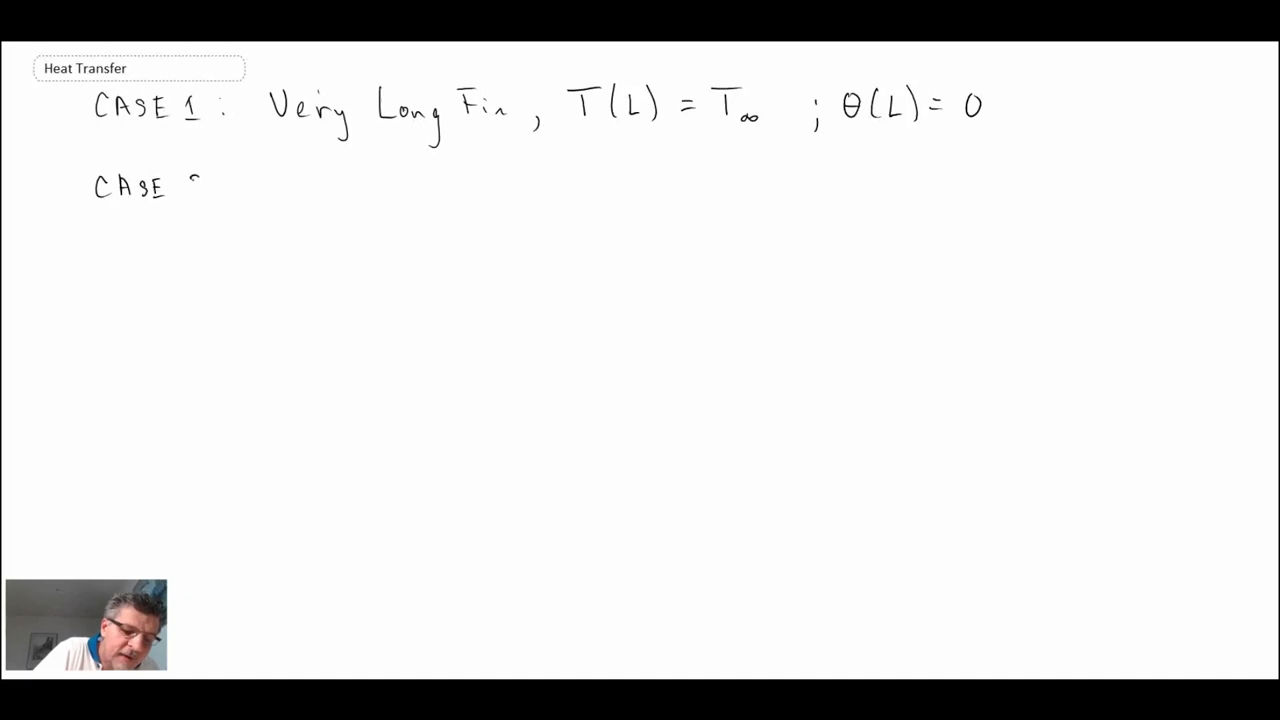 Heat Transfer
CASE 1: Very Long Fin, T(L) = T∞ ; θ(L) = 0
CASE